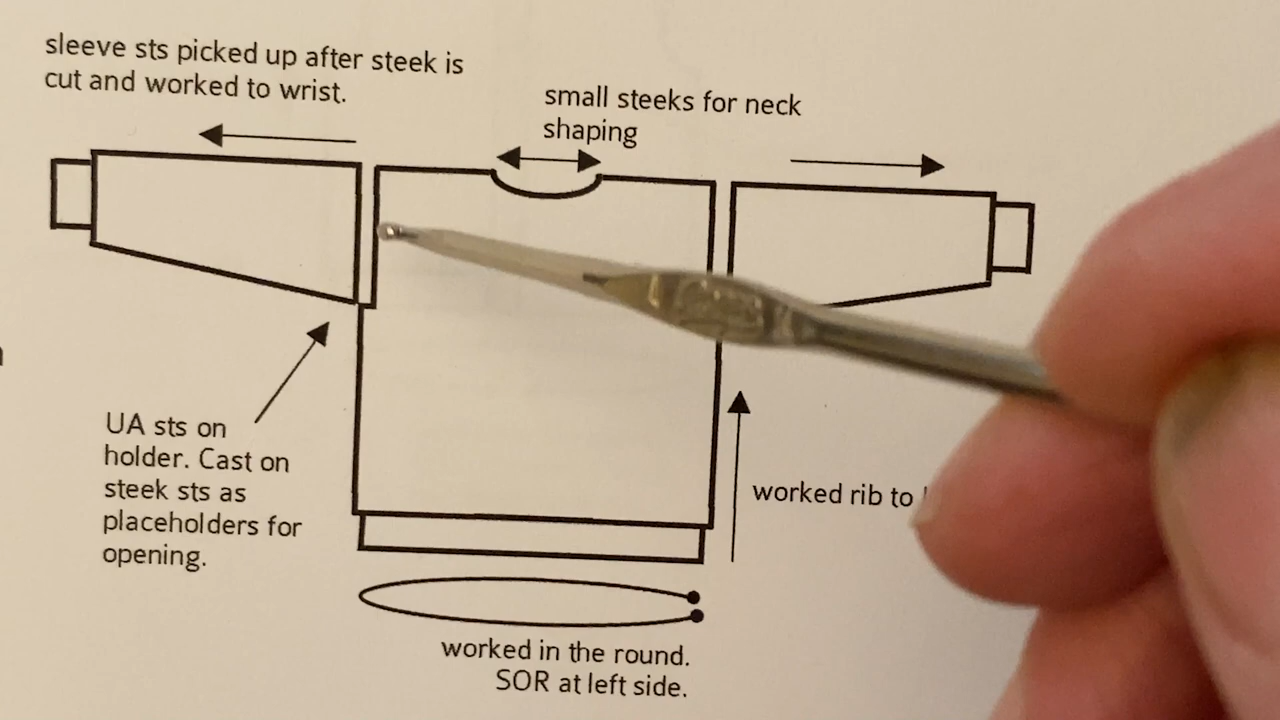 sleeve sts picked up after steek is
cut and worked to wrist.
small steeks for neck
shaping
UA sts on
holder. Cast on
steek sts as
placeholders for
opening.
worked rib to
worked in the round.
SOR at left side.